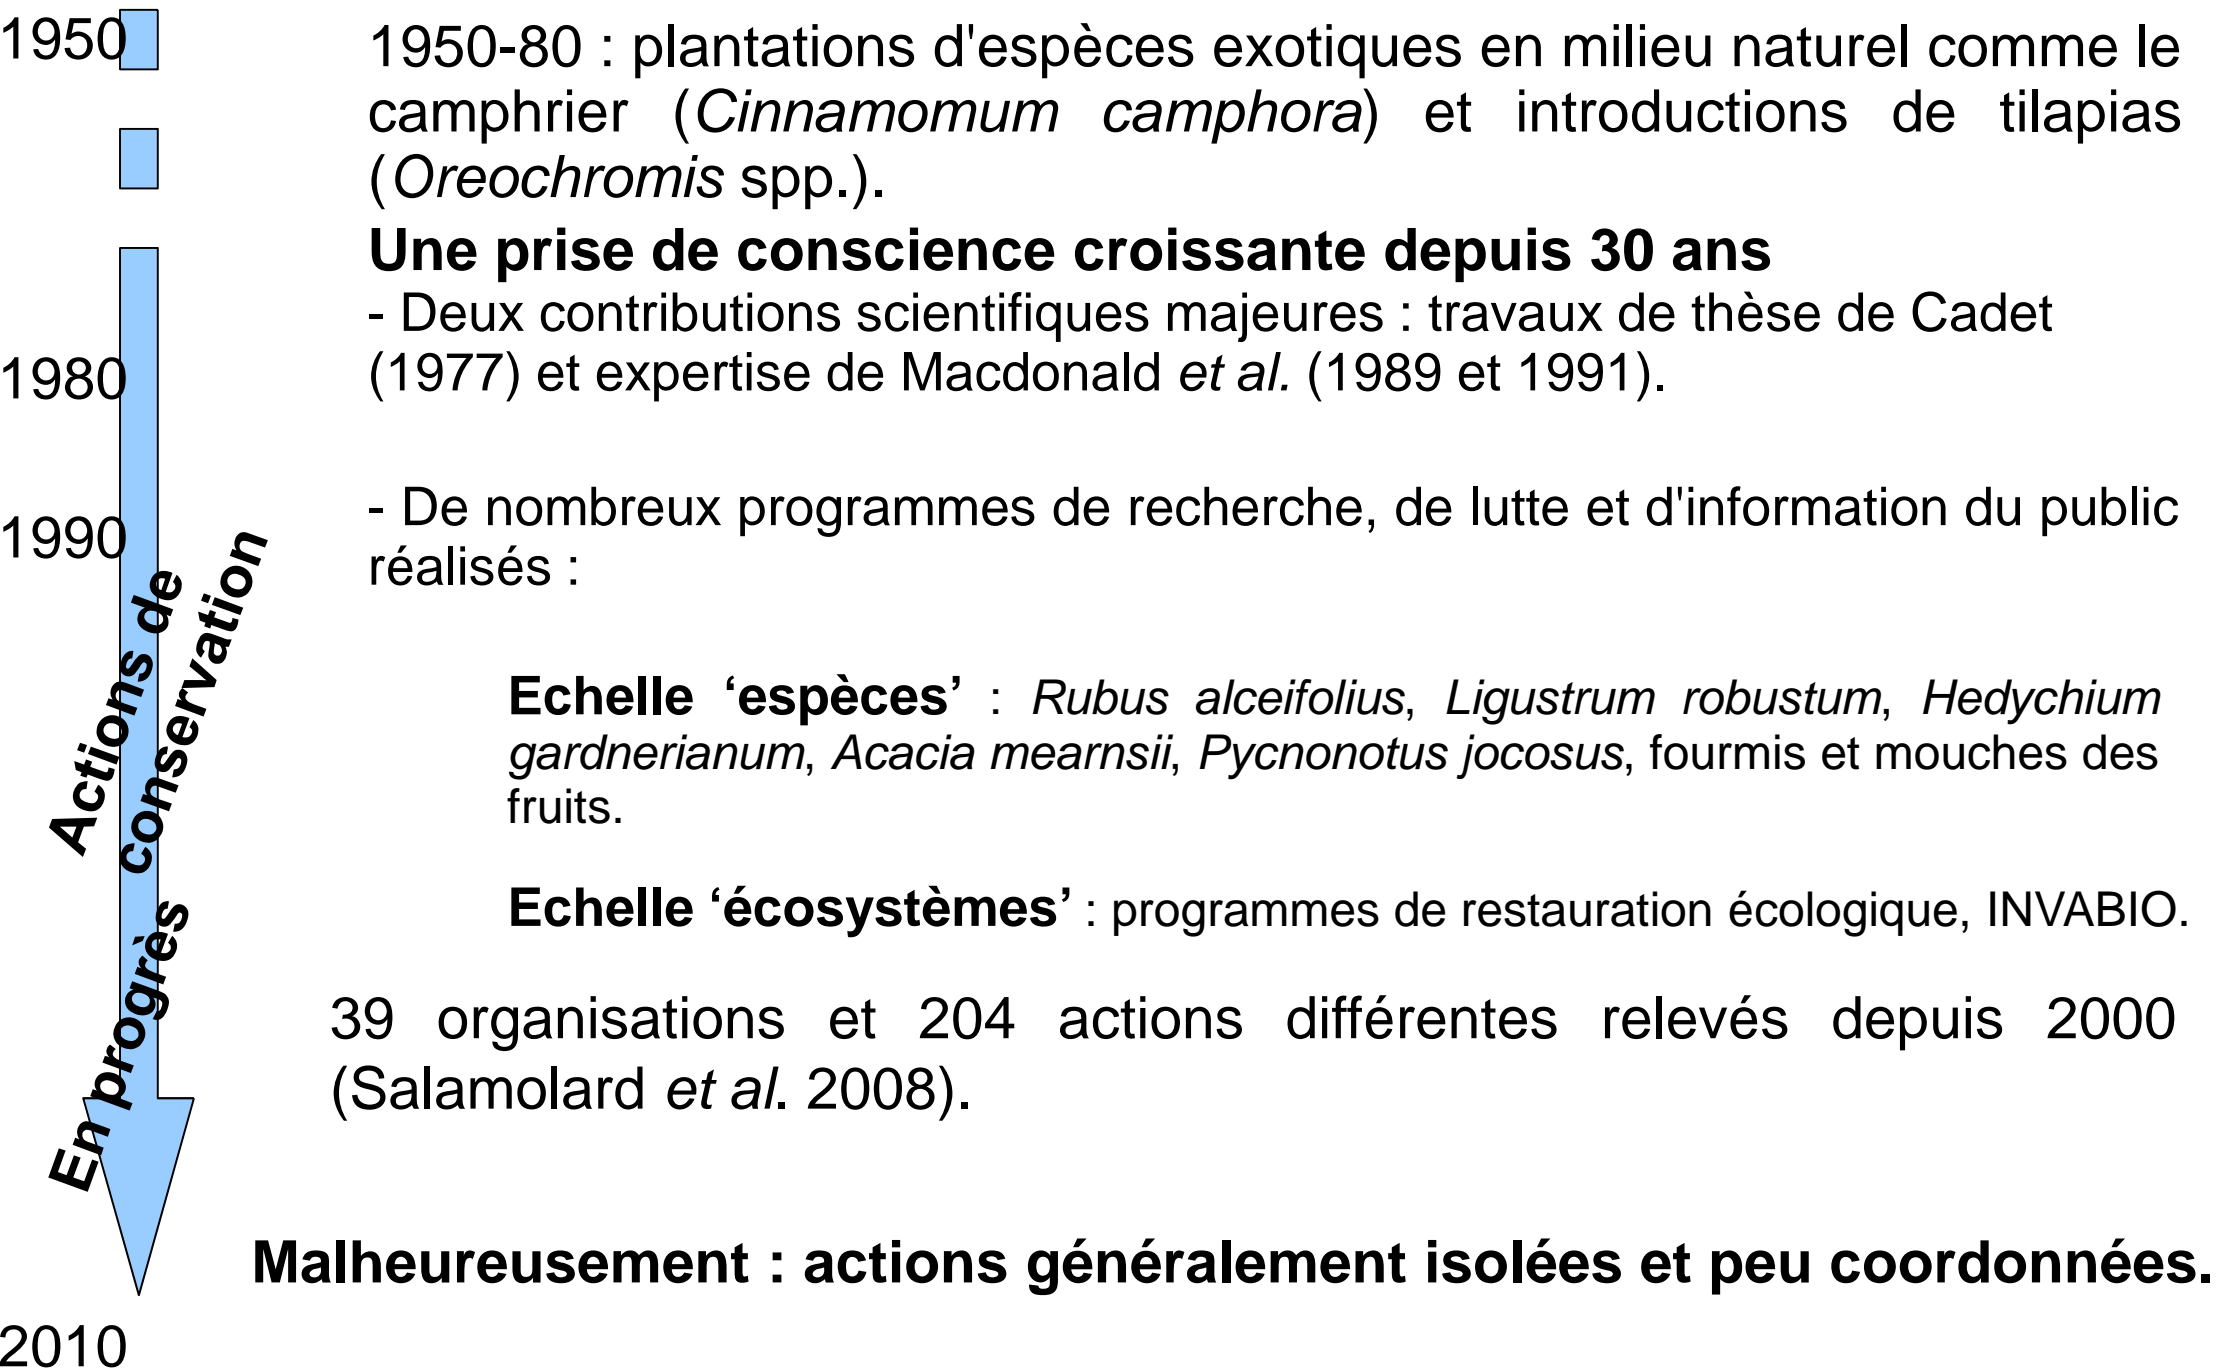 1950
1950-80 : plantations d'espèces exotiques en milieu naturel comme le
camphrier (Cinnamomum camphora) et introductions de tilapias
(Oreochromis spp.).
Une prise de conscience croissante depuis 30 ans
- Deux contributions scientifiques majeures : travaux de thèse de Cadet
1980
(1977) et expertise de Macdonald et al. (1989 et 1991).
1990
- De nombreux programmes de recherche, de lutte et d'information du public
réalisés :
Actions de
conservation
Echelle ‘espèces’ : Rubus alceifolius, Ligustrum robustum, Hedychium
gardnerianum, Acacia mearnsii, Pycnonotus jocosus, fourmis et mouches des
fruits.
Echelle ‘écosystèmes’ : programmes de restauration écologique, INVABIO.
En progrès
39 organisations et 204 actions différentes relevés depuis 2000
(Salamolard et al. 2008).
Malheureusement : actions généralement isolées et peu coordonnées.
2010